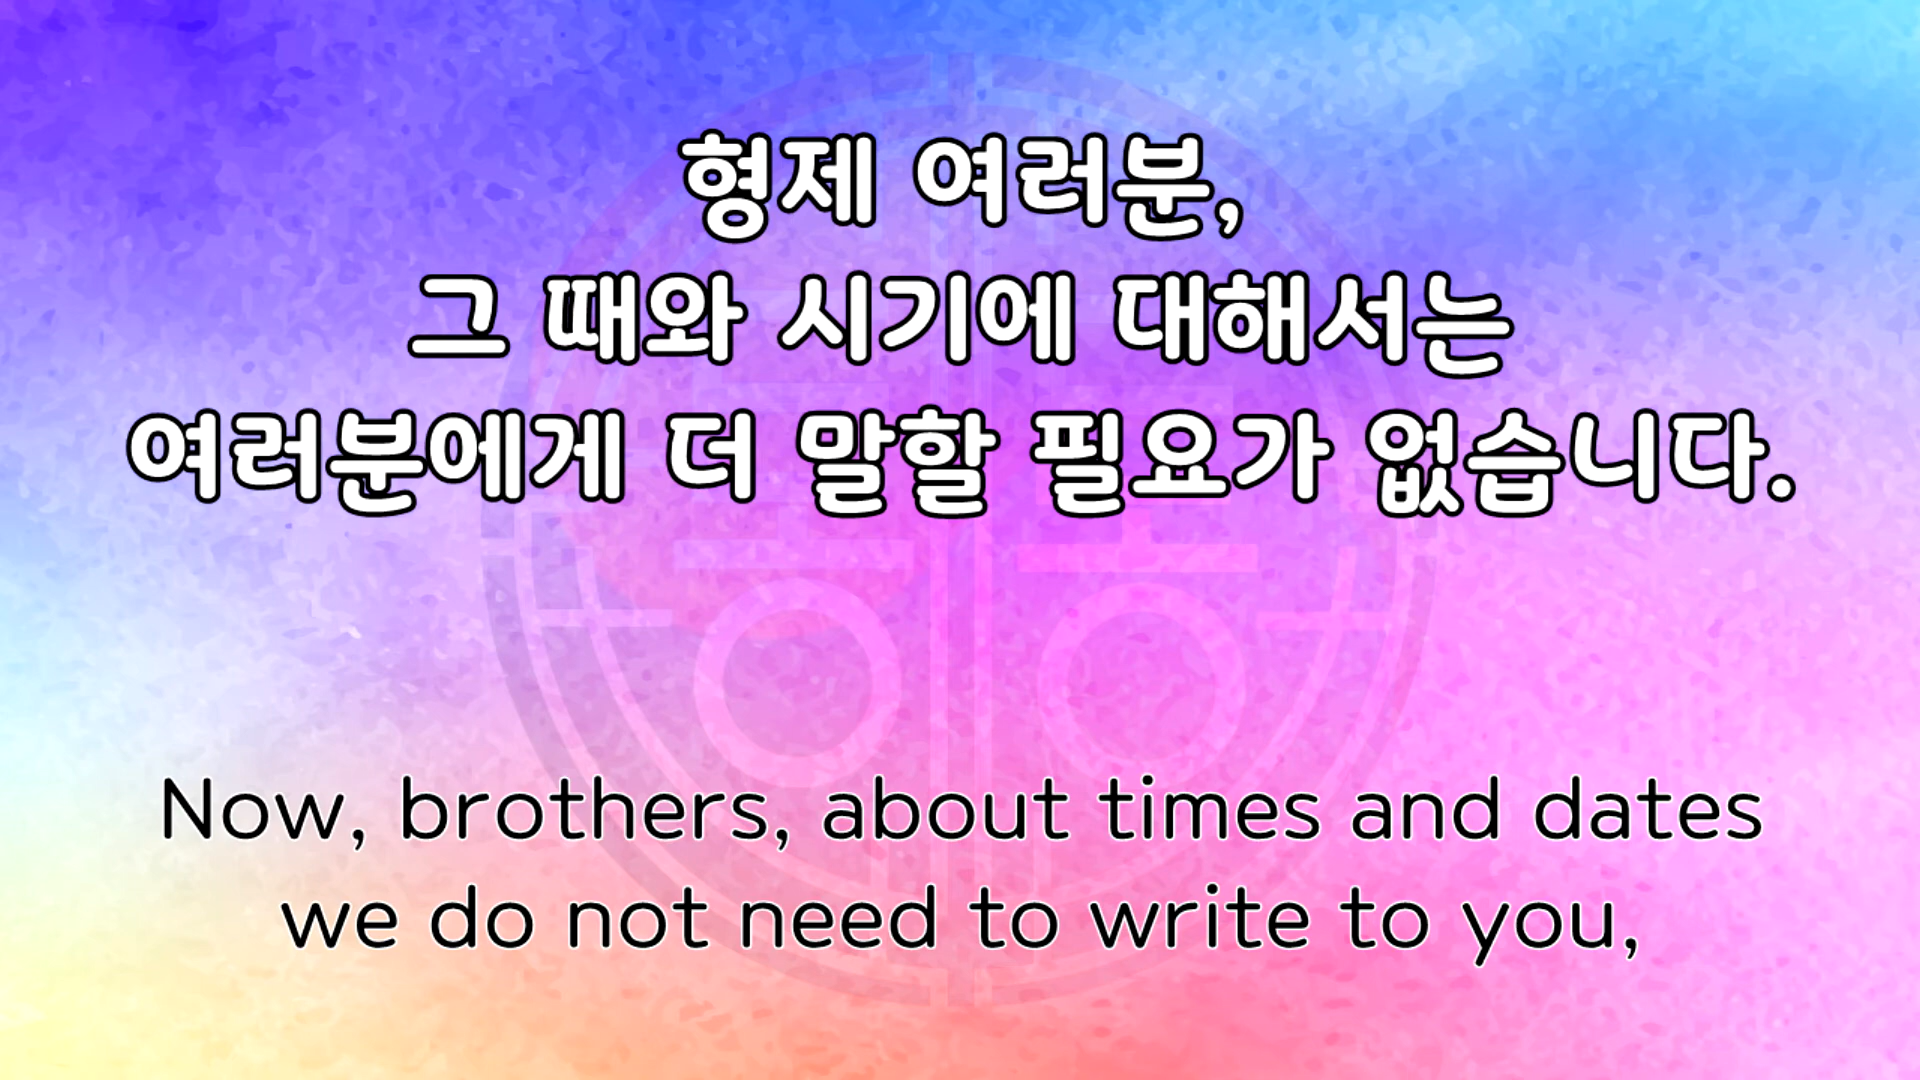 형제 여러분,
그 때와 시기에 대해서는
여러분에게 더 말할 필요가 없습니다.
Now, brothers, about times and dates
we do not need to write to you,